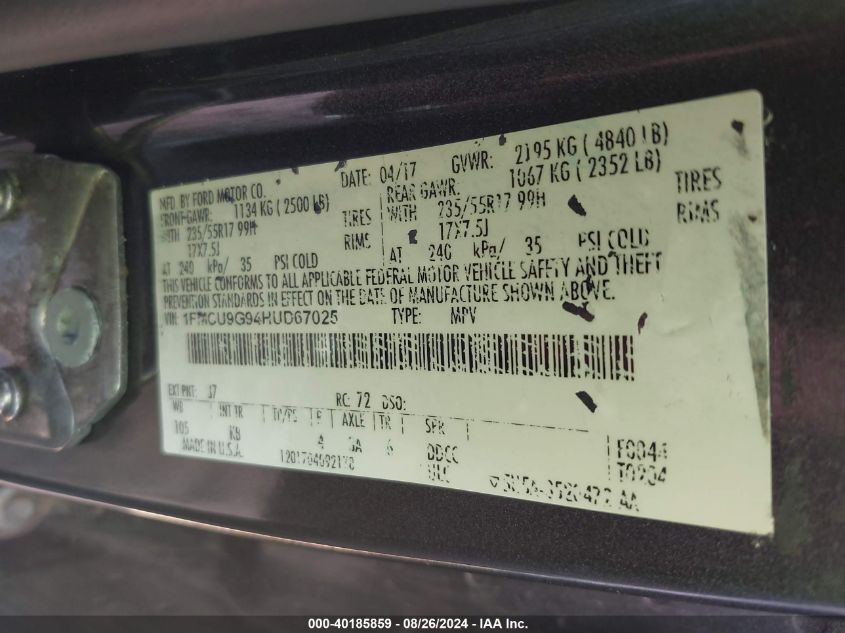 MFD. BY FORD MOTOR CO. DATE: 04/17 GVWR: 2195 KG ( 4840 LB)
FRONT GAWR: 1134 KG ( 2500 LB) REAR GAWR: 1067 KG ( 2352 LB)
WITH 235/55R17 99H TIRES WITH 235/55R17 99H TIRES
17X7.5J RIMS 17X7.5J RIMS
AT 240 kPa/ 35 PSI COLD AT 240 kPa/ 35 PSI COLD
THIS VEHICLE CONFORMS TO ALL APPLICABLE FEDERAL MOTOR VEHICLE SAFETY AND THEFT
PREVENTION STANDARDS IN EFFECT ON THE DATE OF MANUFACTURE SHOWN ABOVE.
VIN: 1FMCU9G94HUD67025 TYPE: MPV
EXT PNT: J7 RC: 72 DSO:
WB INT TR TP/PS R AXLE TR SPR
105 KB 4 6 DDCC F0044
MADE IN U.S.A.
000-40185859 - 08/26/2024 - IAA Inc.